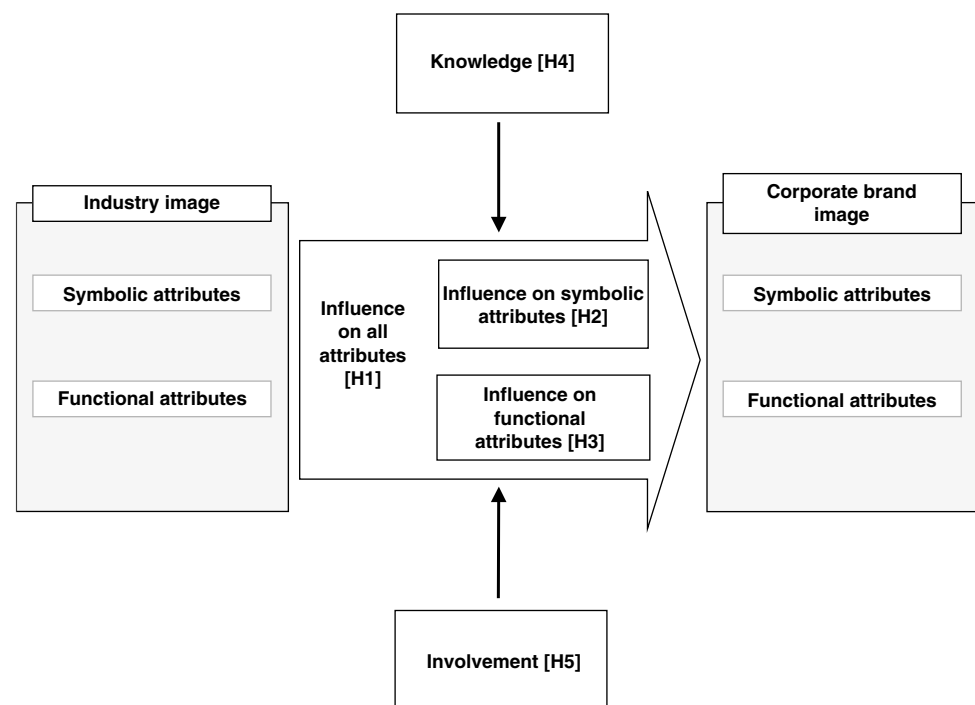 Knowledge [H4]
Industry image
Symbolic attributes
Functional attributes
Influence
on all
attributes
[H1]
Influence on symbolic
attributes [H2]
Influence on
functional
attributes [H3]
Corporate brand
image
Symbolic attributes
Functional attributes
Involvement [H5]